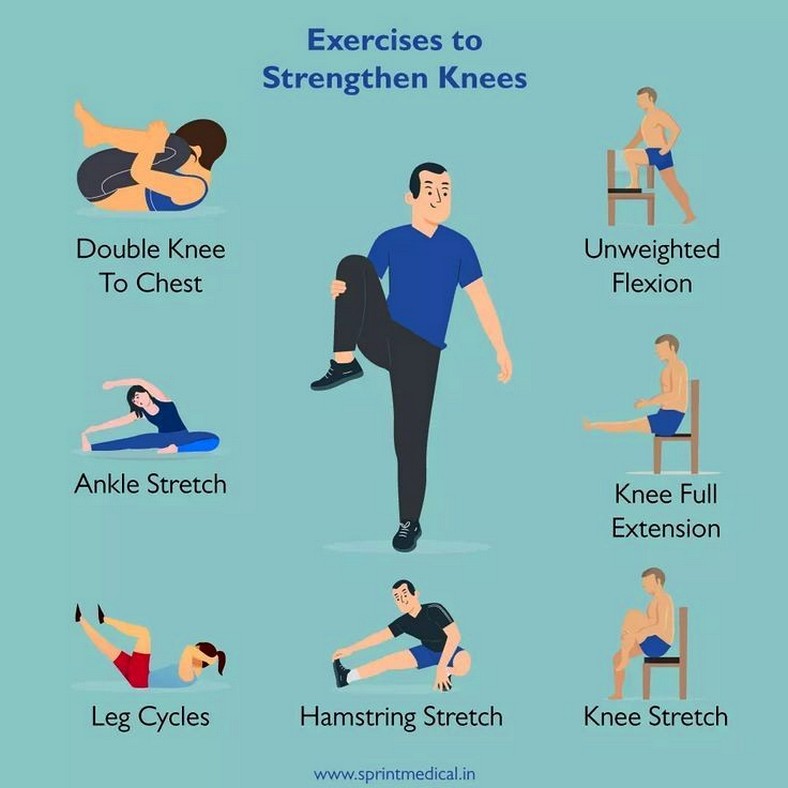 Exercises to
Strengthen Knees
Double Knee
To Chest
Unweighted
Flexion
Ankle Stretch
Knee Full
Extension
Leg Cycles
Hamstring Stretch
Knee Stretch
www.sprintmedical.in